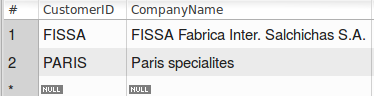 # CustomerID CompanyName
1 FISSA FISSA Fabrica Inter. Salchichas S.A.
2 PARIS Paris specialites
* NULL NULL